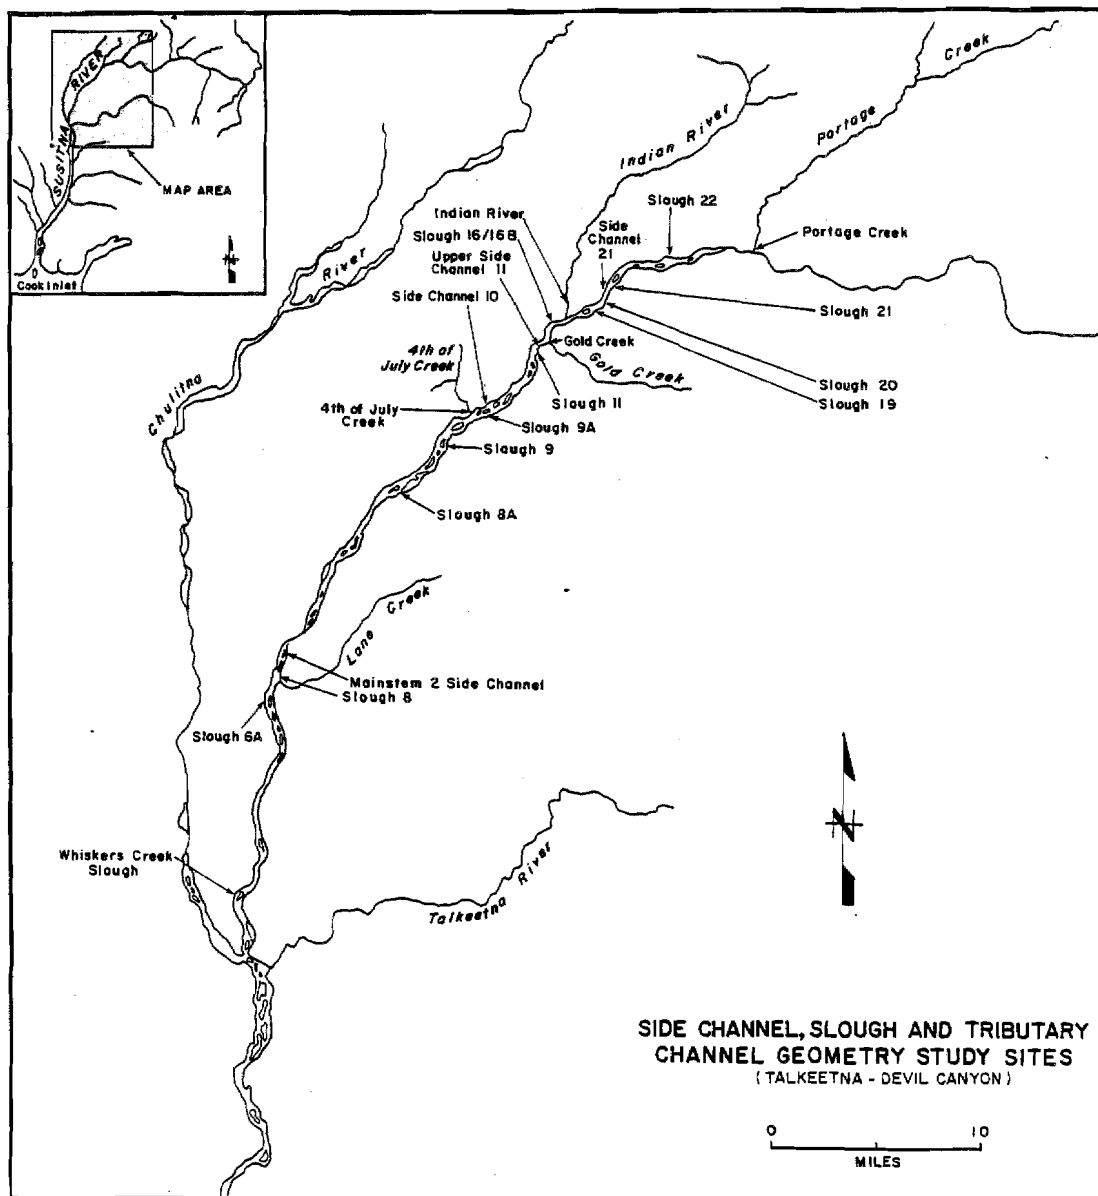 SUSITNA
RIVER
MAP AREA
Cook Inlet
Creek
Portage
Indian River
Slough 22
Indian River
Slough 16/16B
Side
Channel
21
Portage Creek
Upper Side
Channel 11
River
Side Channel 10
Slough 21
Gold Creek
4th of
July Creek
Gold Creek
Chulitna
Slough 20
Slough 19
Slough 11
4th of July
Creek
Slough 9A
Slough 9
Slough 8A
Lane Creek
Mainstem 2 Side Channel
Slough 8
Slough 6A
Whiskers Creek
Slough
Talkeetna River
SIDE CHANNEL, SLOUGH AND TRIBUTARY
CHANNEL GEOMETRY STUDY SITES
(TALKEETNA - DEVIL CANYON)
0 10
MILES